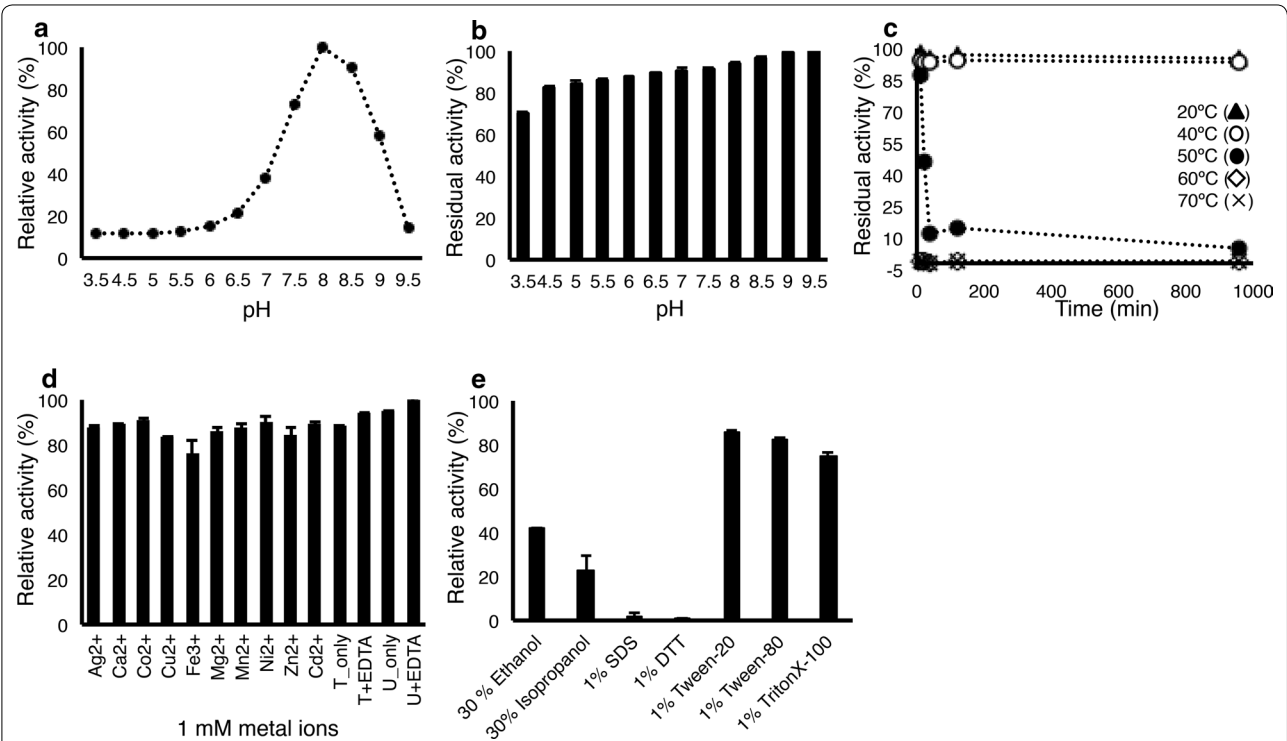 a
Relative activity (%)
100
80
60
40
20
0
3.5 4.5 5 5.5 6 6.5 7 7.5 8 8.5 9 9.5
pH
b
Residual activity (%)
100
80
60
40
20
0
3.5 4.5 5 5.5 6 6.5 7 7.5 8 8.5 9 9.5
pH
c
Residual activity (%)
100
85
70
55
40
25
10
-5
20ºC (▲)
40ºC (○)
50ºC (●)
60ºC (◇)
70ºC (×)
0 200 400 600 800 1000
Time (min)
d
Relative activity (%)
100
80
60
40
20
0
Ag2+
Ca2+
Co2+
Cu2+
Fe3+
Mg2+
Mn2+
Ni2+
Zn2+
Cd2+
T_only
T+EDTA
U_only
U+EDTA
1 mM metal ions
e
Relative activity (%)
100
80
60
40
20
0
30 % Ethanol
30% Isopropanol
1% SDS
1% DTT
1% Tween-20
1% Tween-80
1% TritonX-100